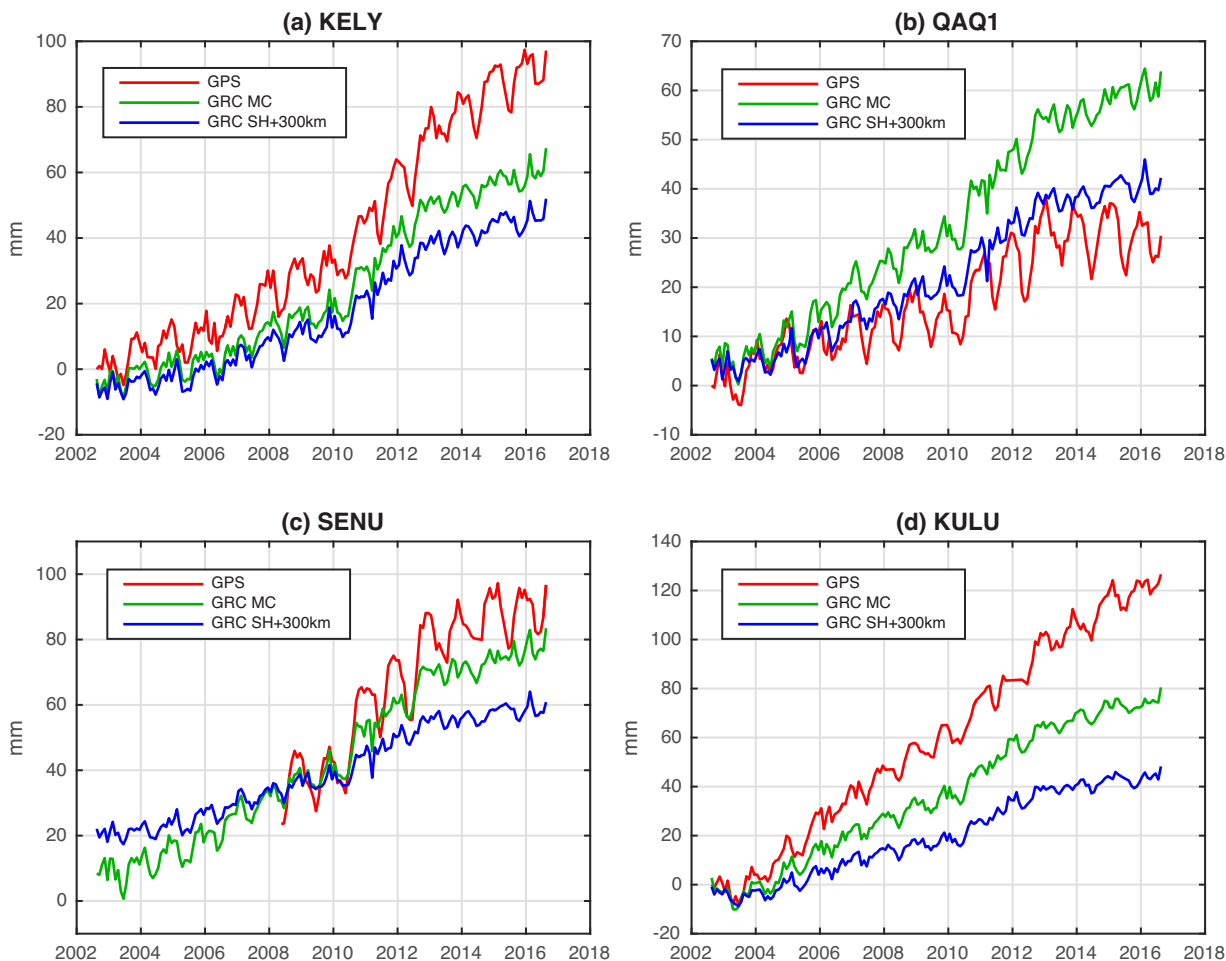 (a) KELY
100
80
60
40
20
0
-20
mm
GPS
GRC MC
GRC SH+300km
2002 2004 2006 2008 2010 2012 2014 2016 2018
(b) QAQ1
70
60
50
40
30
20
10
0
-10
mm
GPS
GRC MC
GRC SH+300km
2002 2004 2006 2008 2010 2012 2014 2016 2018
(c) SENU
100
80
60
40
20
0
mm
GPS
GRC MC
GRC SH+300km
2002 2004 2006 2008 2010 2012 2014 2016 2018
(d) KULU
140
120
100
80
60
40
20
0
-20
mm
GPS
GRC MC
GRC SH+300km
2002 2004 2006 2008 2010 2012 2014 2016 2018